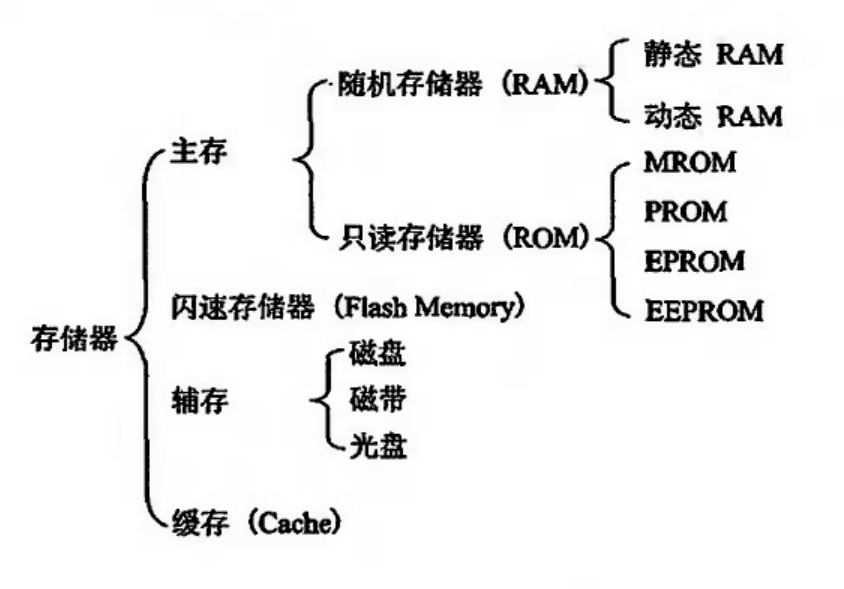 存储器
主存
随机存储器 (RAM)
静态 RAM
动态 RAM
只读存储器 (ROM)
MROM
PROM
EPROM
EEPROM
闪速存储器 (Flash Memory)
辅存
磁盘
磁带
光盘
缓存 (Cache)